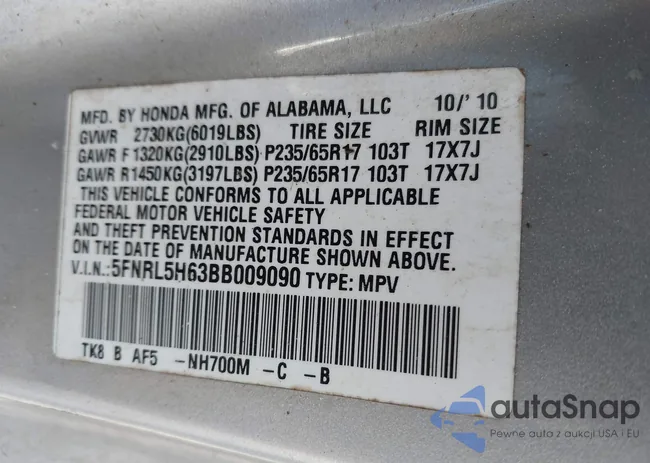 MFD. BY HONDA MFG. OF ALABAMA, LLC 10/'10
GVWR 2730KG(6019LBS) TIRE SIZE RIM SIZE
GAWR F1320KG(2910LBS) P235/65R17 103T 17X7J
GAWR R1450KG(3197LBS) P235/65R17 103T 17X7J
THIS VEHICLE CONFORMS TO ALL APPLICABLE
FEDERAL MOTOR VEHICLE SAFETY
AND THEFT PREVENTION STANDARDS IN EFFECT
ON THE DATE OF MANUFACTURE SHOWN ABOVE.
V.I.N.:5FNRL5H63BB009090 TYPE: MPV
TK8 B AF5 -NH700M -C -B
autaSnap
Pewne auta z aukcji USA i EU